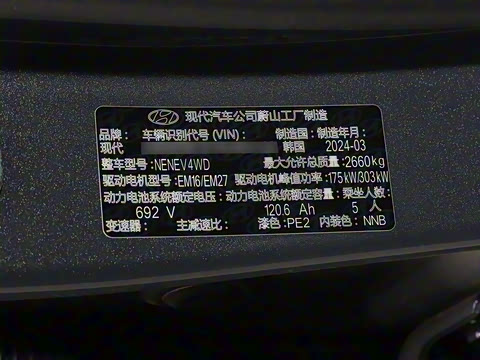 现代汽车公司蔚山工厂制造
品牌： 车辆识别代号 (VIN)： 制造国：制造年月：
现代 韩国 2024-03
整车型号:NENEV4WD 最大允许总质量:2660kg
驱动电机型号:EM16/EM27 驱动电机峰值功率:175kW/303kW
动力电池系统额定电压： 动力电池系统额定容量： 乘坐人数：
692 V 120.6 Ah 5 人
变速器： 主减速比： 漆色:PE2 内装色:NNB